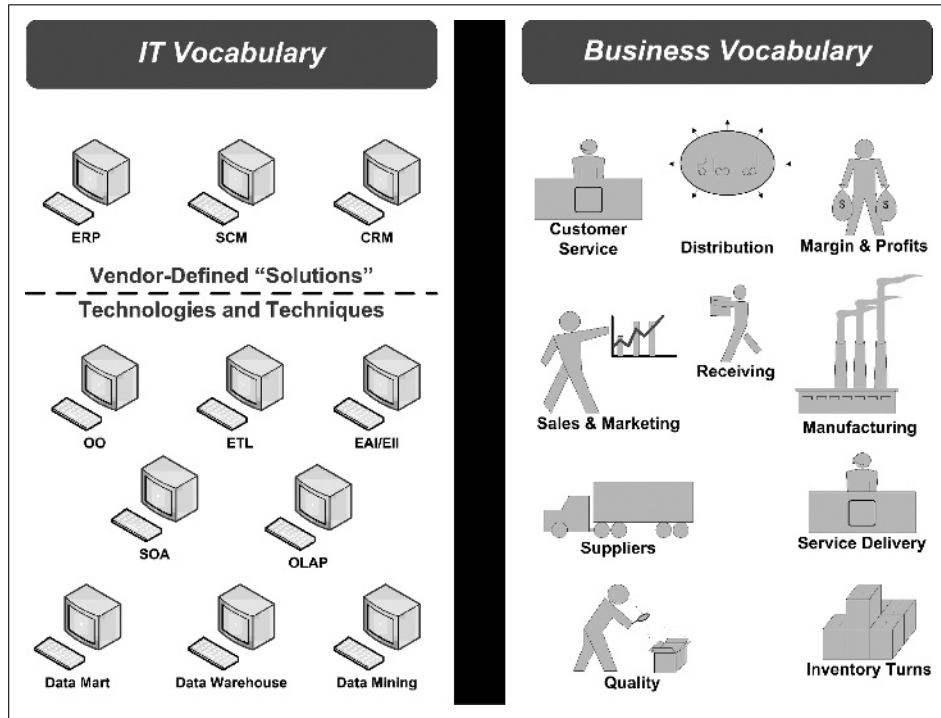 IT Vocabulary
ERP
SCM
CRM
Vendor-Defined “Solutions”
Technologies and Techniques
OO
ETL
EAI/EII
SOA
OLAP
Data Mart
Data Warehouse
Data Mining
Business Vocabulary
Customer
Service
Distribution
$
$
Margin & Profits
Sales & Marketing
Receiving
Manufacturing
Suppliers
Service Delivery
Quality
Inventory Turns